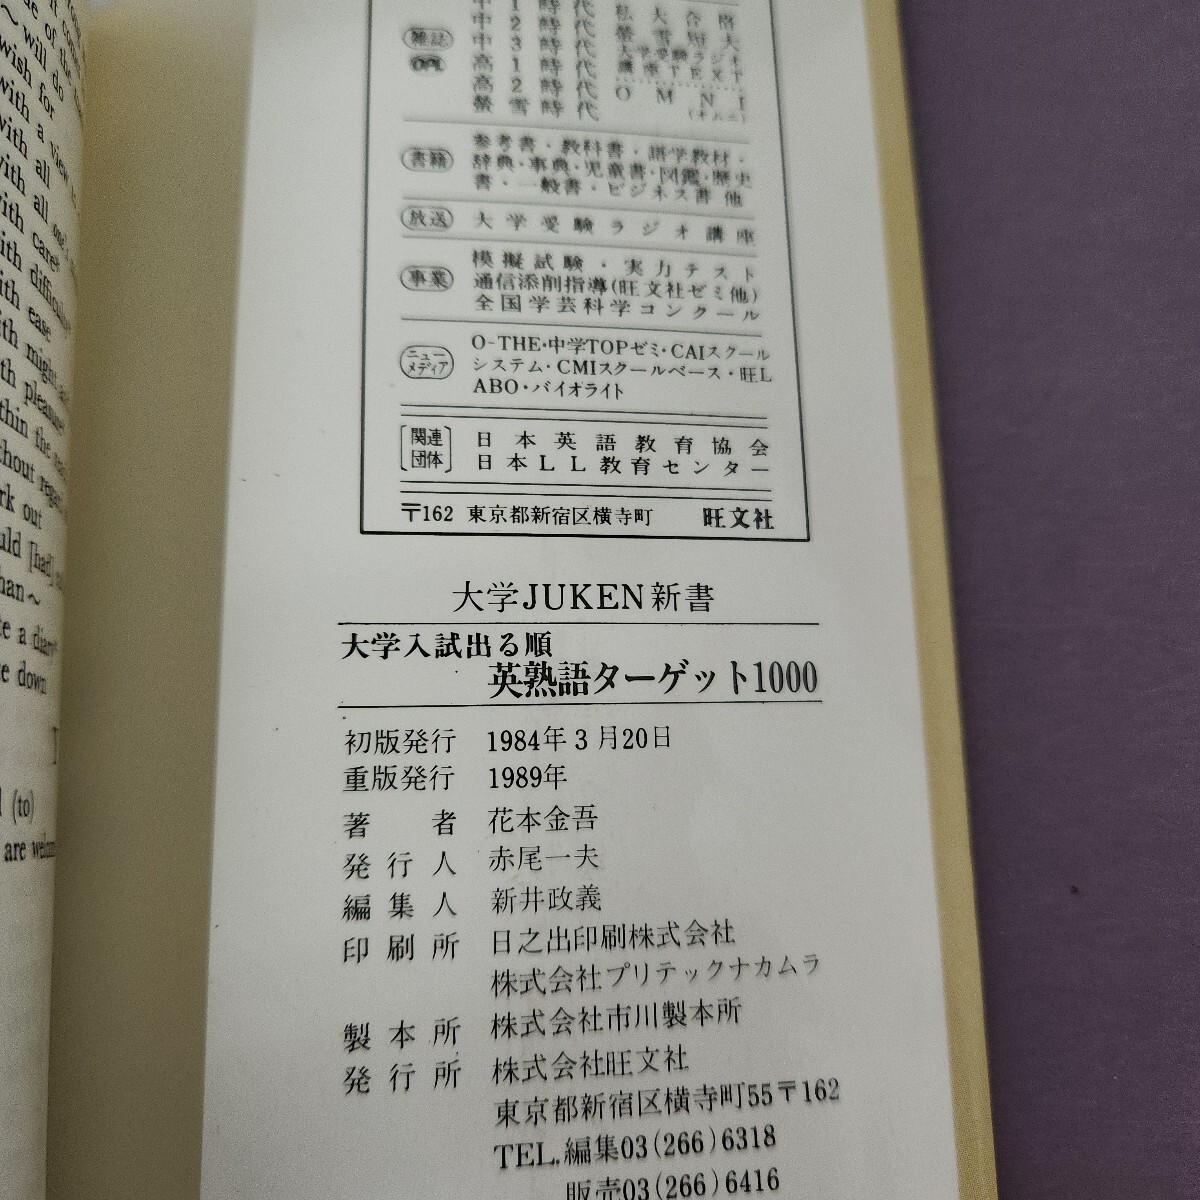 will do
wish for
with a view
with all
with all one's
with care
with difficulty
with ease
with might
with pleasure
within the
without regard
work out
than～
down
(to)
are
雑誌
中 1 時 代
中 2 時 代
中 3 時 代
高 1 時 代
高 2 時 代
螢 雪 時 代
O M N I
(オムニ)
書籍
参考書・教科書・語学教材・
辞典・事典・児童書・図鑑・歴史
書・一般書・ビジネス書 他
放送
大学受験ラジオ講座
事業
模擬試験・実力テスト
通信添削指導(旺文社ゼミ他)
全国学芸科学コンクール
ニュー
メディア
O-THE・中学TOPゼミ・CAIスクール
システム・CMIスクールベース・旺L
ABO・バイオライト
関連
団体
日本英語教育協会
日本LL教育センター
〒162 東京都新宿区横寺町 旺文社
大学JUKEN新書
大学入試出る順
英熟語ターゲット1000
初版発行 1984年3月20日
重版発行 1989年
著者 花本金吾
発行人 赤尾一夫
編集人 新井政義
印刷所 日之出印刷株式会社
株式会社プリテックナカムラ
製本所 株式会社市川製本所
発行所 株式会社旺文社
東京都新宿区横寺町55〒162
TEL.編集03(266)6318
販売03(266)6416